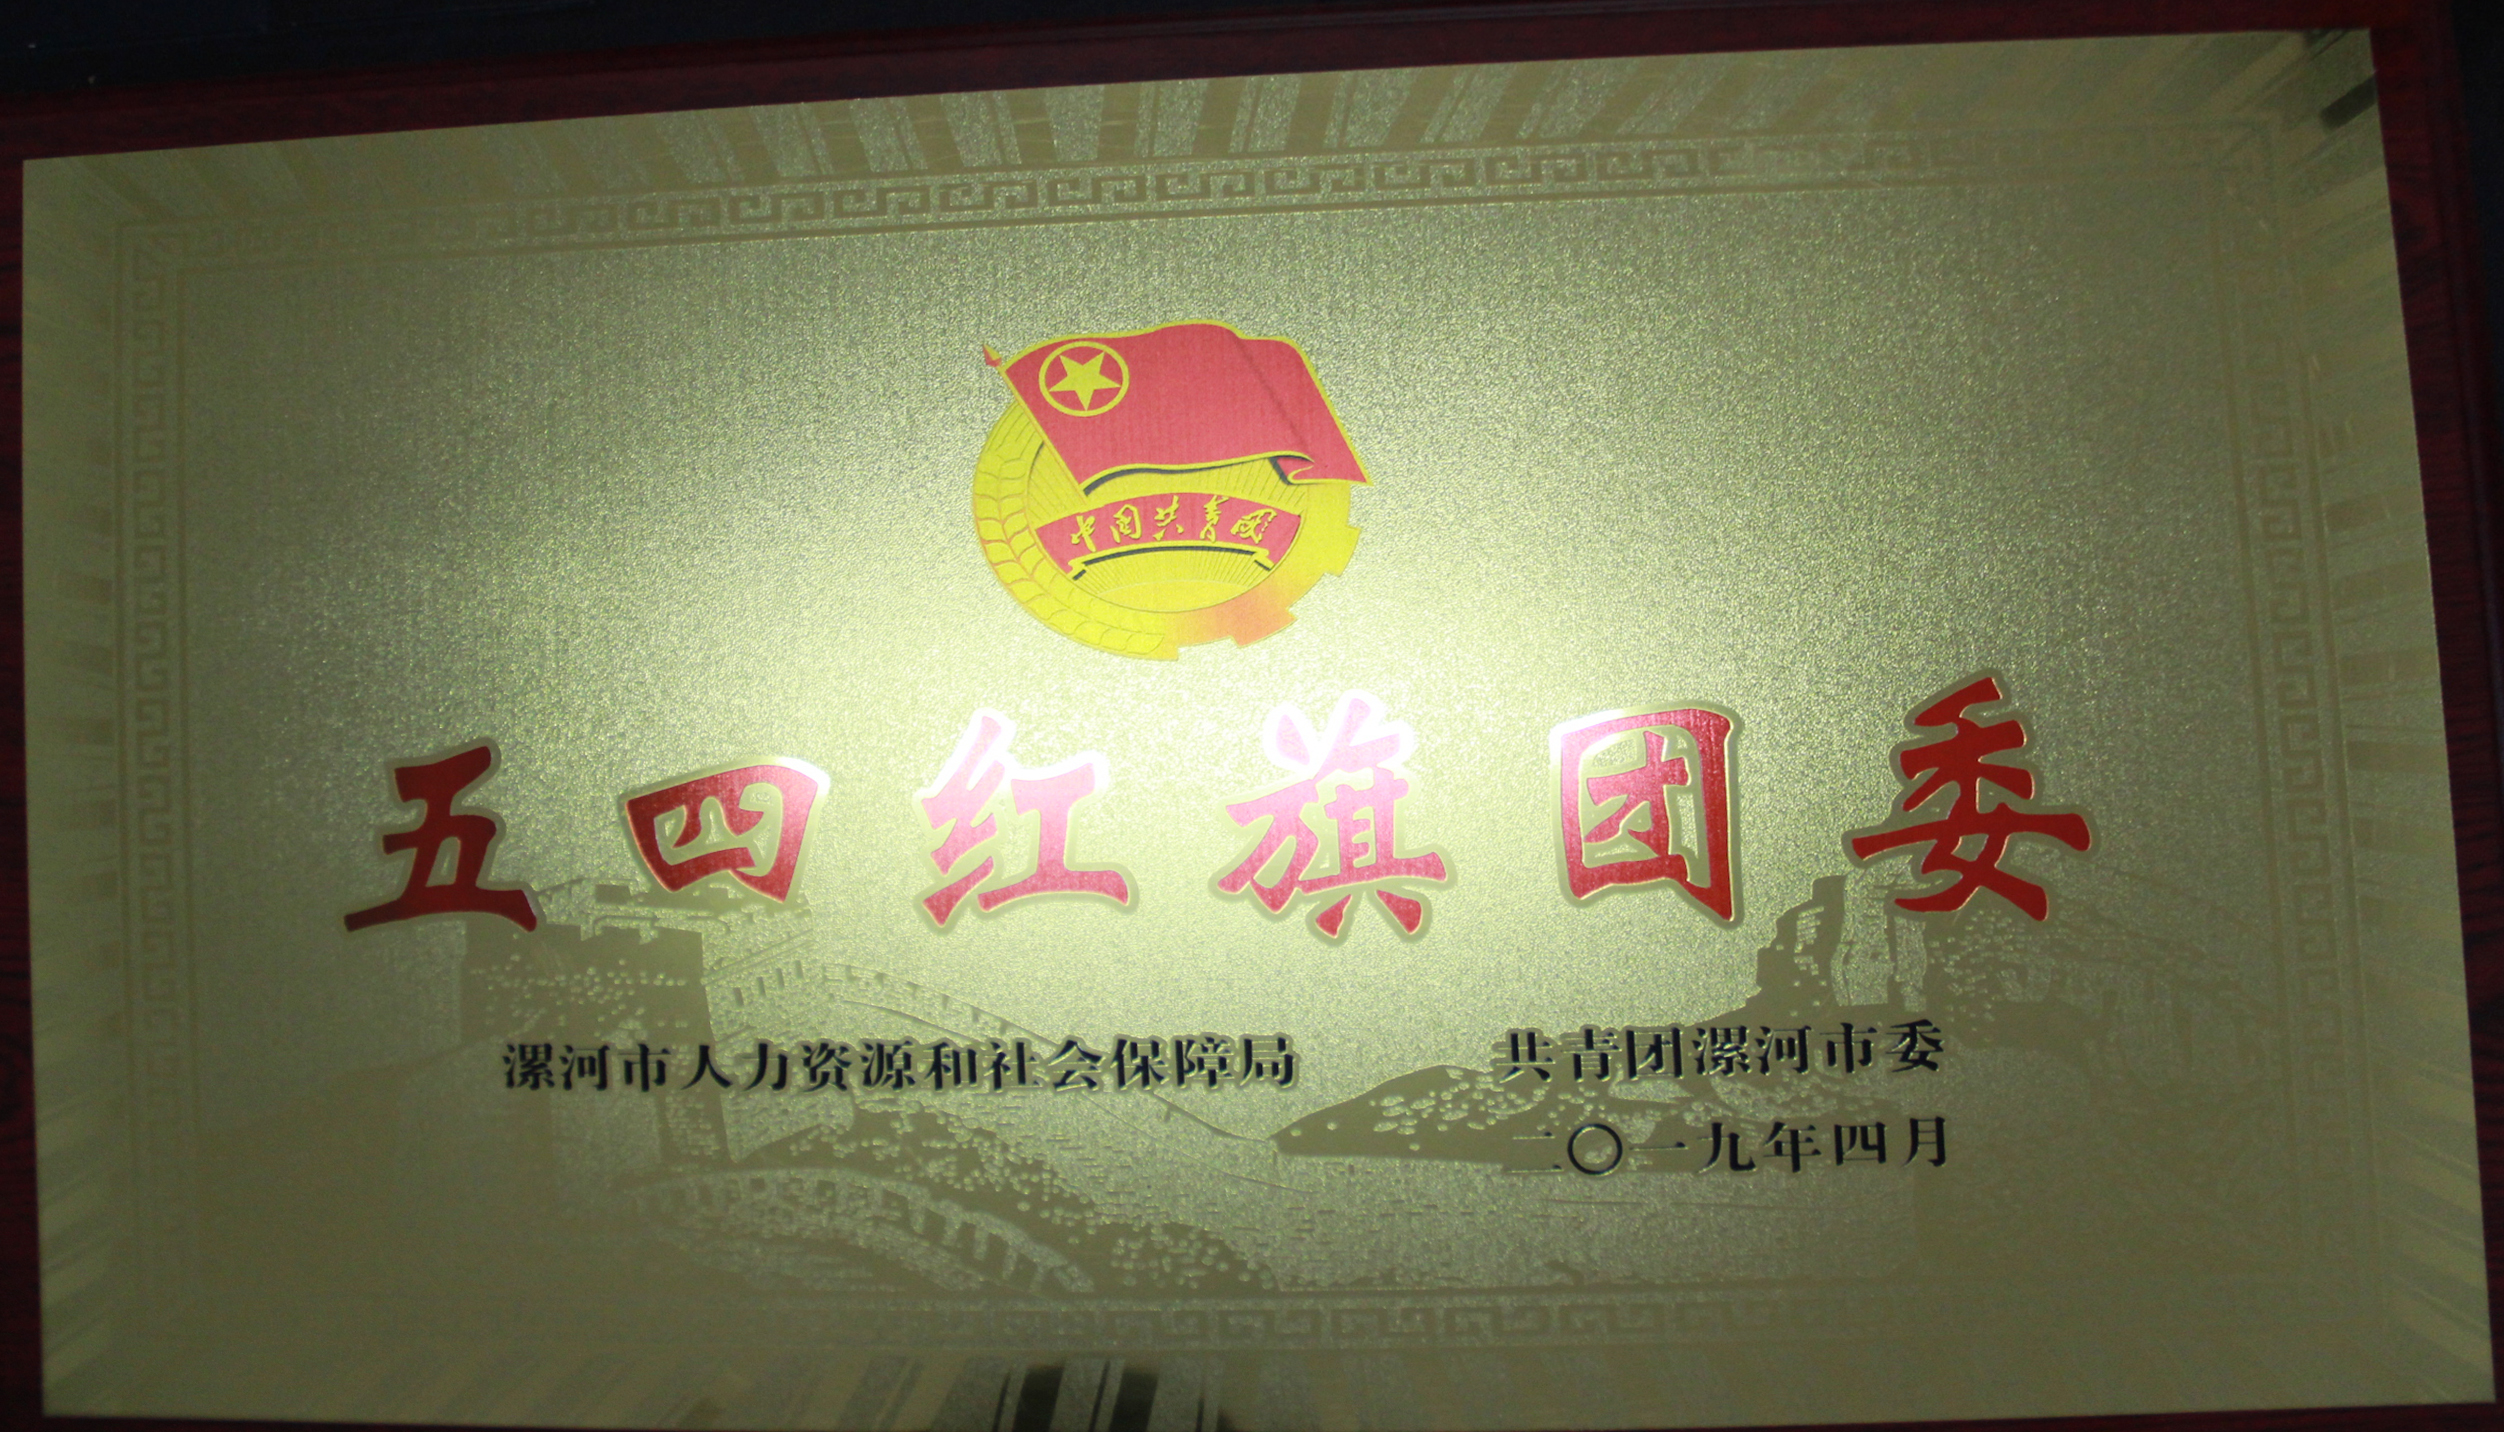 中国共青团
五四红旗团委
漯河市人力资源和社会保障局
共青团漯河市委
二〇一九年四月